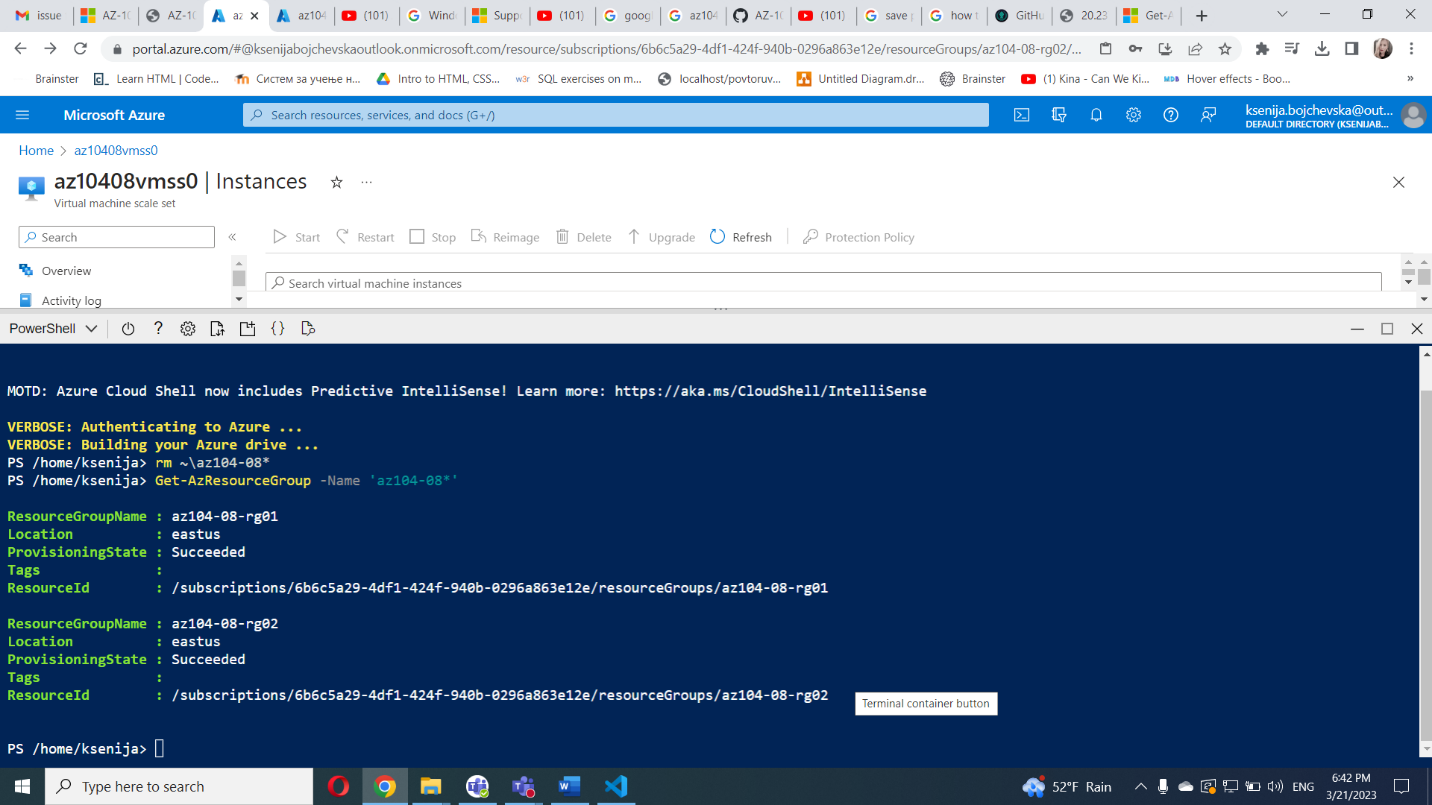 issue
AZ-10
AZ-10
az
az104
(101)
Wind
Supp
(101)
googl
az104
AZ-10
(101)
save p
how t
GitHu
20.23
Get-A
portal.azure.com/#@ksenijabojchevskaoutlook.onmicrosoft.com/resource/subscriptions/6b6c5a29-4df1-424f-940b-0296a863e12e/resourceGroups/az104-08-rg02/...
Brainster
Learn HTML | Code...
Систем за учење н...
Intro to HTML, CSS...
SQL exercises on m...
localhost/povtoruv...
Untitled Diagram.dr...
Brainster
(1) Kina - Can We Ki...
Hover effects - Boo...
»
Microsoft Azure
Search resources, services, and docs (G+/)
ksenija.bojchevska@out...
DEFAULT DIRECTORY (KSENIJAB...
Home > az10408vmss0
az10408vmss0 | Instances
Virtual machine scale set
Search
«
Start
Restart
Stop
Reimage
Delete
Upgrade
Refresh
Protection Policy
Overview
Search virtual machine instances
Activity log
PowerShell
MOTD: Azure Cloud Shell now includes Predictive IntelliSense! Learn more: https://aka.ms/CloudShell/IntelliSense
VERBOSE: Authenticating to Azure ...
VERBOSE: Building your Azure drive ...
PS /home/ksenija> rm ~\az104-08*
PS /home/ksenija> Get-AzResourceGroup -Name 'az104-08*'
ResourceGroupName : az104-08-rg01
Location : eastus
ProvisioningState : Succeeded
Tags :
ResourceId : /subscriptions/6b6c5a29-4df1-424f-940b-0296a863e12e/resourceGroups/az104-08-rg01
ResourceGroupName : az104-08-rg02
Location : eastus
ProvisioningState : Succeeded
Tags :
ResourceId : /subscriptions/6b6c5a29-4df1-424f-940b-0296a863e12e/resourceGroups/az104-08-rg02
Terminal container button
PS /home/ksenija>
Type here to search
52°F Rain
ENG
6:42 PM
3/21/2023